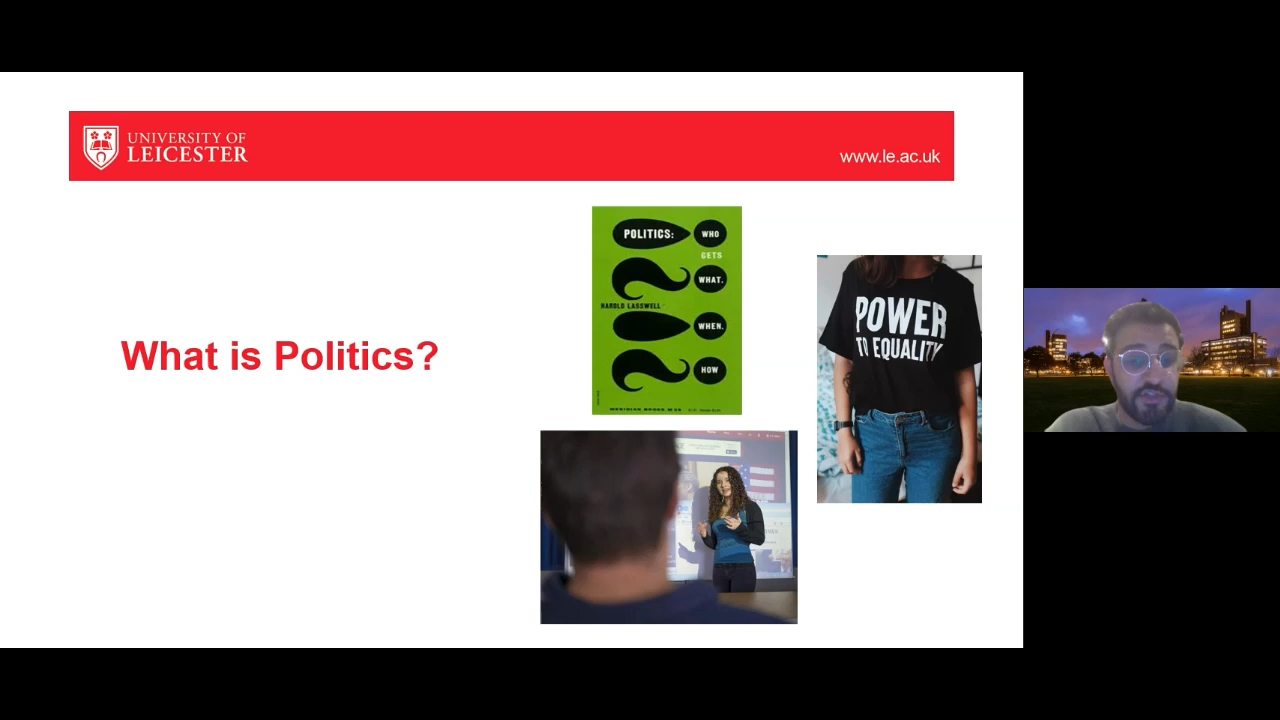 UNIVERSITY OF
LEICESTER
www.le.ac.uk
What is Politics?
POLITICS: WHO
GETS
WHAT.
HAROLD LASSWELL
WHEN.
HOW
POWER
TO EQUALITY